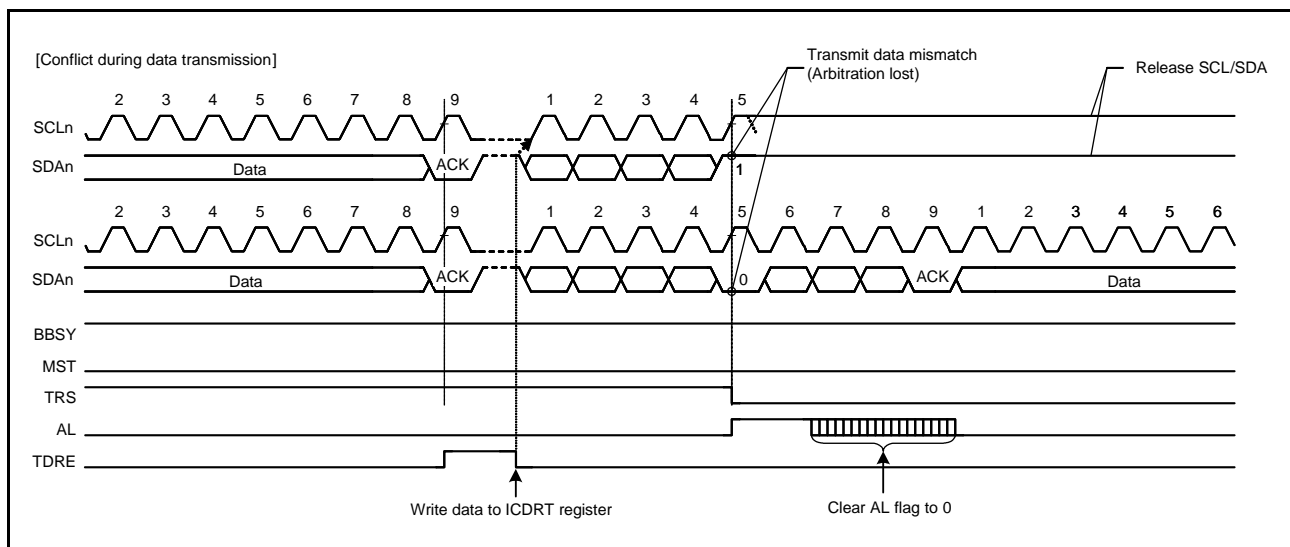 [Conflict during data transmission]
Transmit data mismatch
(Arbitration lost)
Release SCL/SDA
2 3 4 5 6 7 8 9 1 2 3 4 5
SCLn
SDAn Data ACK 1
2 3 4 5 6 7 8 9 1 2 3 4 5 6 7 8 9 1 2 3 4 5 6
SCLn
SDAn Data ACK 0 ACK Data
BBSY
MST
TRS
AL
TDRE
Write data to ICDRT register
Clear AL flag to 0